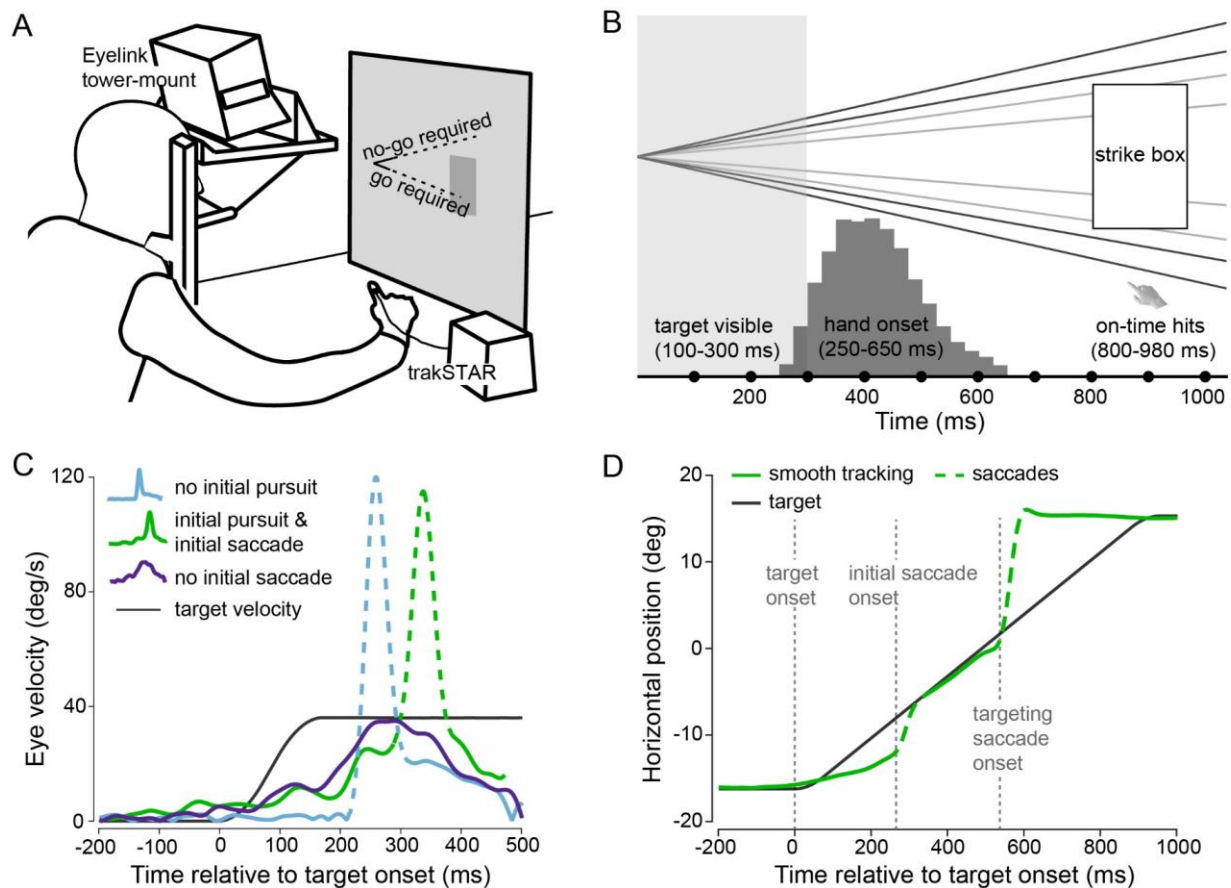 A
Eyelink
tower-mount
no-go required
go required
trakSTAR
B
strike box
target visible
(100-300 ms)
hand onset
(250-650 ms)
on-time hits
(800-980 ms)
200 400 600 800 1000
Time (ms)
C
120
80
40
0
no initial pursuit
initial pursuit &
initial saccade
no initial saccade
target velocity
Eye velocity (deg/s)
-200 -100 0 100 200 300 400 500
Time relative to target onset (ms)
D
smooth tracking
saccades
target
20
10
0
-10
-20
Horizontal position (deg)
target
onset
initial saccade
onset
targeting
saccade
onset
-200 0 200 400 600 800 1000
Time relative to target onset (ms)